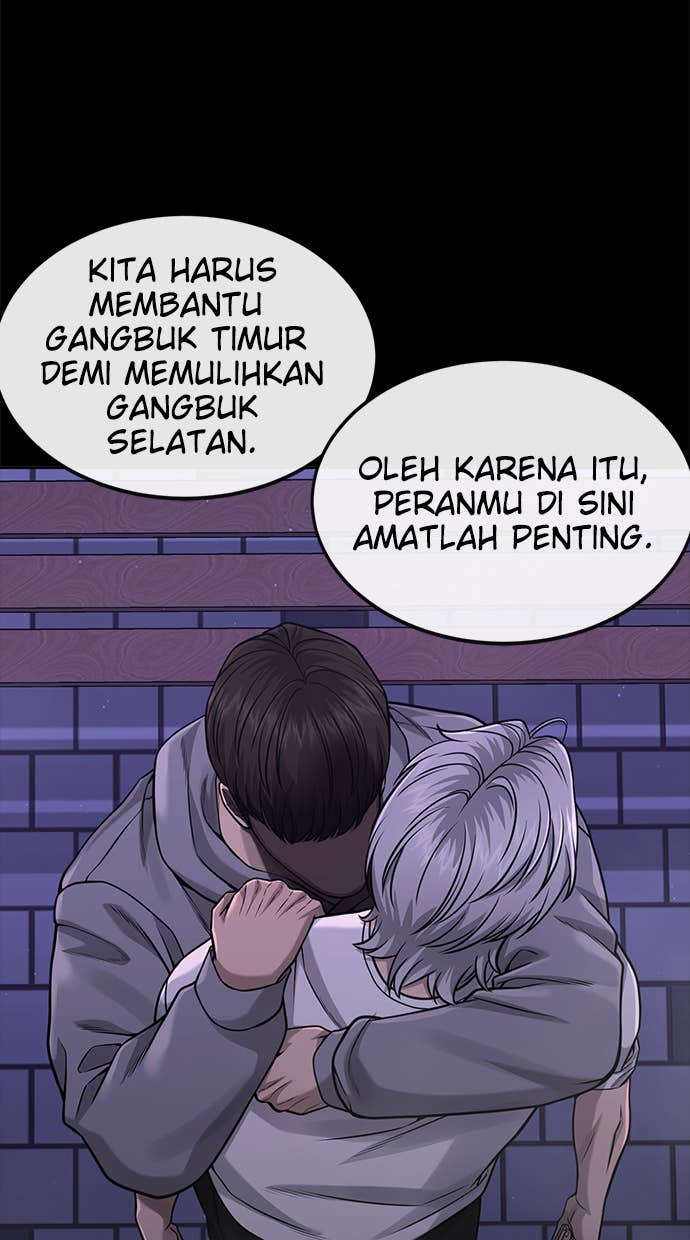 KITA HARUS
MEMBANTU
GANGBUK TIMUR
DEMI MEMULIHKAN
GANGBUK
SELATAN.
OLEH KARENA ITU,
PERANMU DI SINI
AMATLAH PENTING.